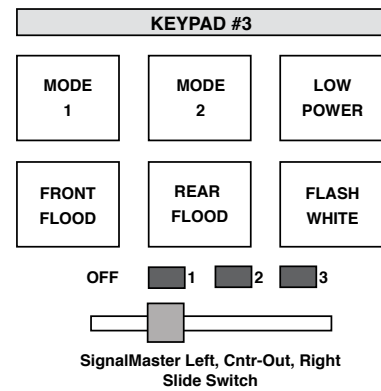 KEYPAD #3
MODE
1
MODE
2
LOW
POWER
FRONT
FLOOD
REAR
FLOOD
FLASH
WHITE
OFF 1 2 3
SignalMaster Left, Cntr-Out, Right
Slide Switch